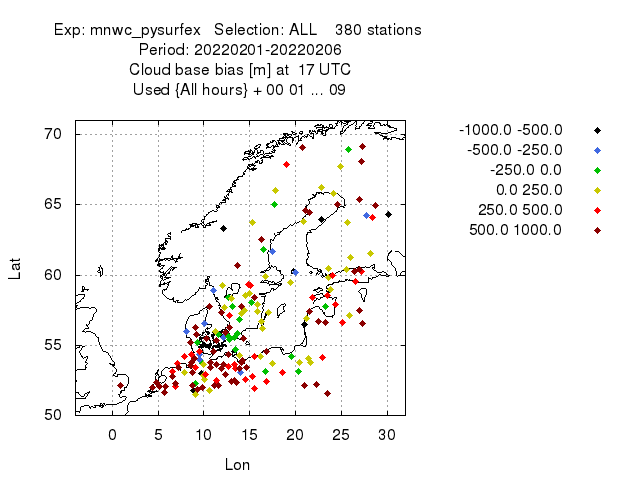 Exp: mnwc_pysurfex Selection: ALL 380 stations
Period: 20220201-20220206
Cloud base bias [m] at 17 UTC
Used {All hours} + 00 01 ... 09
-1000.0 -500.0
-500.0 -250.0
-250.0 0.0
0.0 250.0
250.0 500.0
500.0 1000.0
70
65
60
55
50
Lat
0 5 10 15 20 25 30
Lon